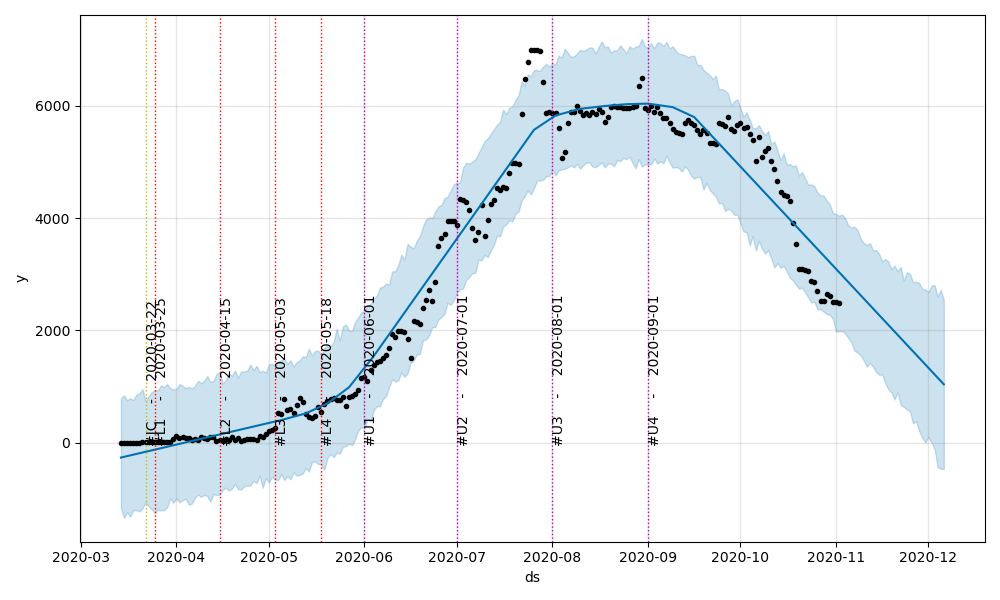 y
6000
4000
2000
0
#JC - 2020-03-22
#L1 - 2020-03-25
#L2 - 2020-04-15
#L3 - 2020-05-03
#L4 - 2020-05-18
#U1 - 2020-06-01
#U2 - 2020-07-01
#U3 - 2020-08-01
#U4 - 2020-09-01
2020-03
2020-04
2020-05
2020-06
2020-07
2020-08
2020-09
2020-10
2020-11
2020-12
ds